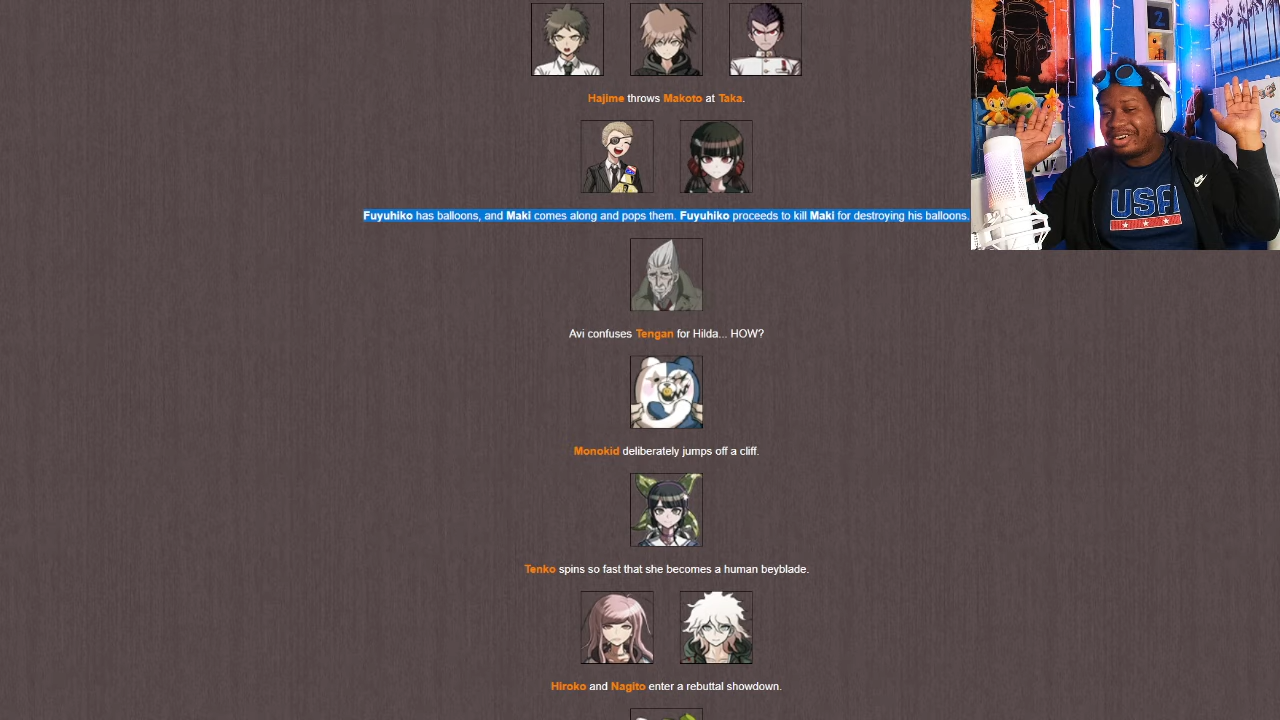 Hajime throws Makoto at Taka.
Fuyuhiko has balloons, and Maki comes along and pops them. Fuyuhiko proceeds to kill Maki for destroying his balloons.
Avi confuses Tengan for Hilda... HOW?
Monokid deliberately jumps off a cliff.
Tenko spins so fast that she becomes a human beyblade.
Hiroko and Nagito enter a rebuttal showdown.
2
USA